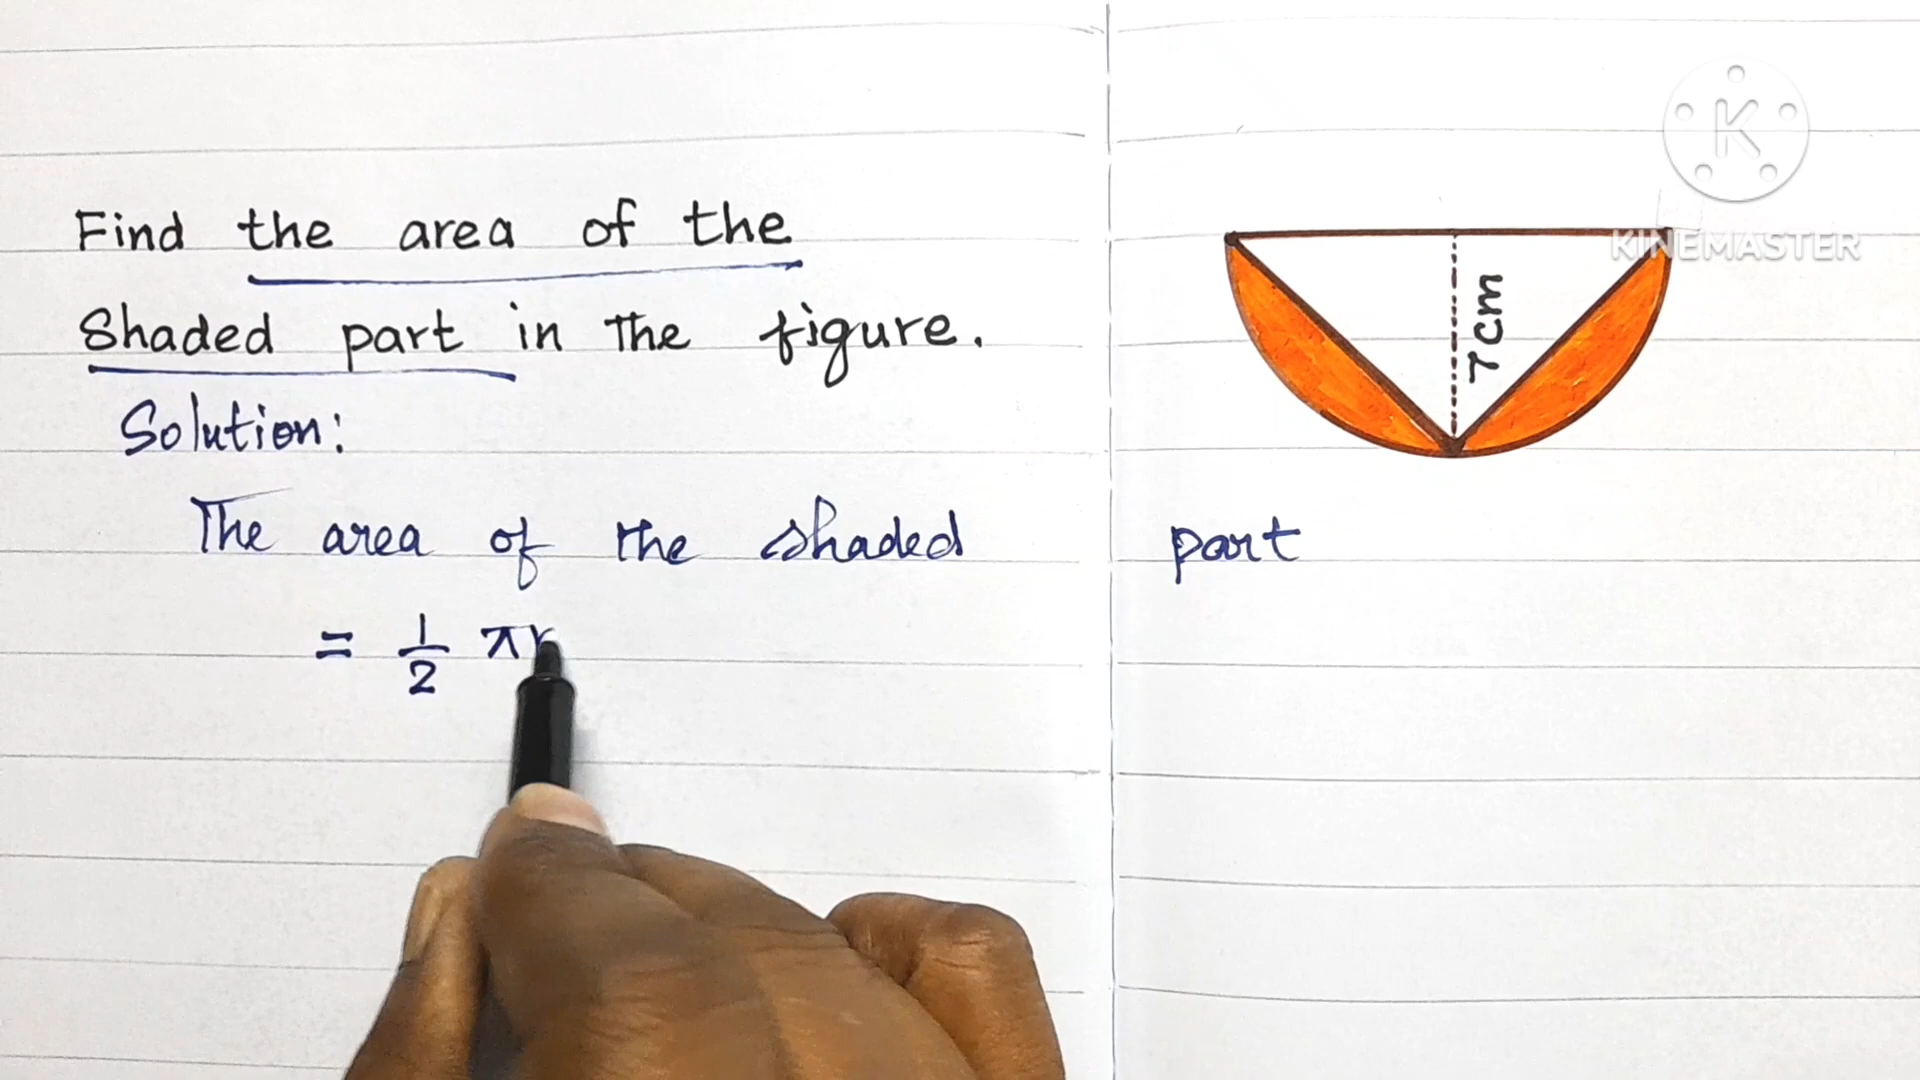 Find the area of the
Shaded part in the figure.
Solution:
The area of the shaded part
= 1/2 πr
7cm
K
KINEMASTER